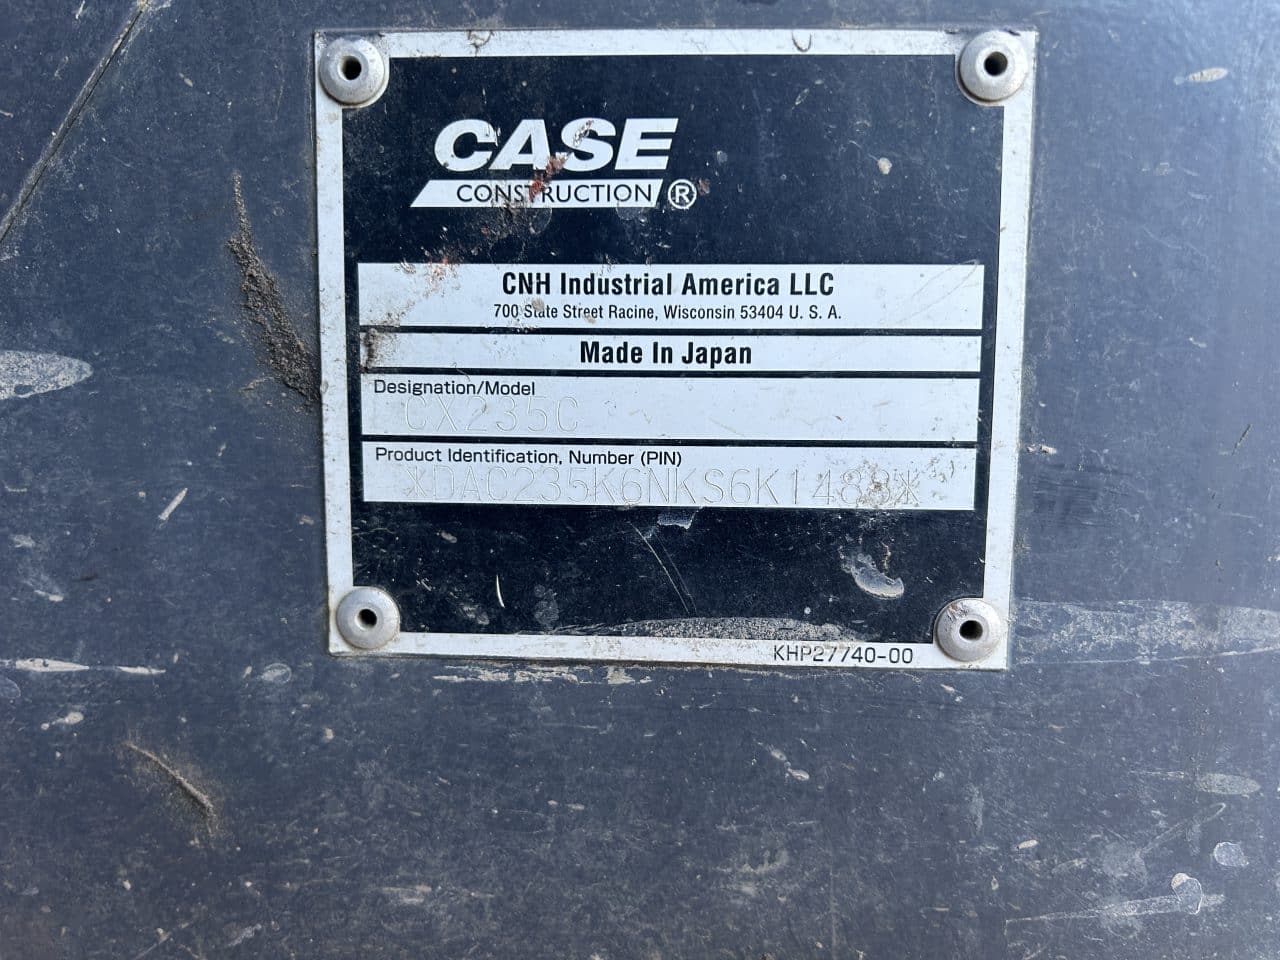 CASE
CONSTRUCTION ®
CNH Industrial America LLC
700 State Street Racine, Wisconsin 53404 U. S. A.
Made In Japan
Designation/Model
CX235C
Product Identification, Number (PIN)
*DAC235K6NKS6K1483*
KHP27740-00